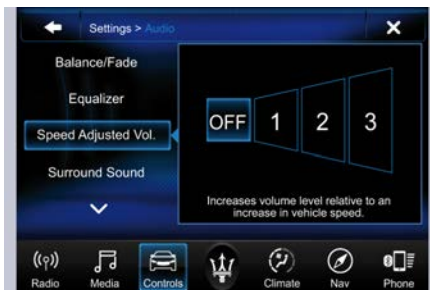 Settings > Audio
Balance/Fade
Equalizer
Speed Adjusted Vol.
Surround Sound
OFF 1 2 3
Increases volume level relative to an
increase in vehicle speed.
Radio Media Controls Climate Nav Phone